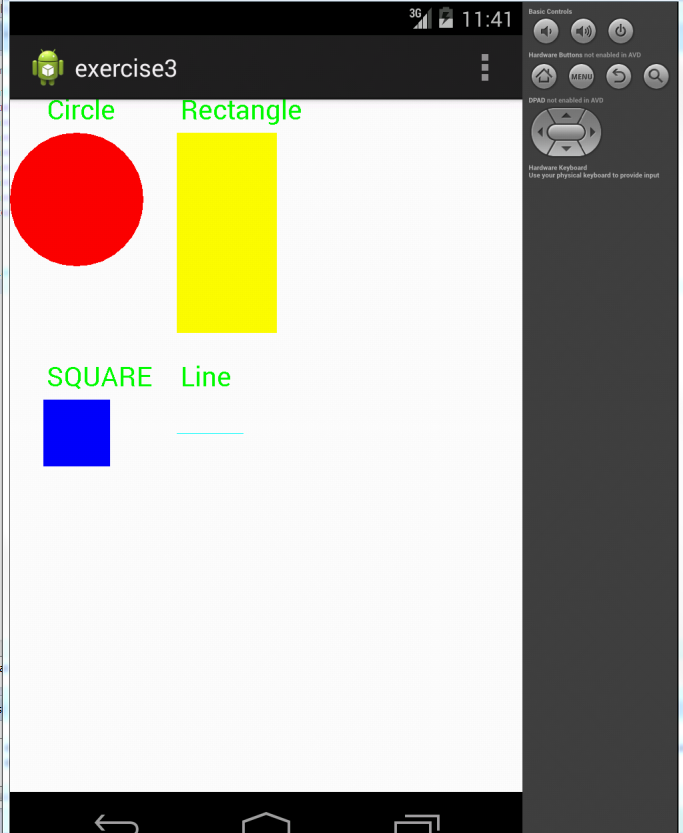 3G 11:41
exercise3
Circle Rectangle
SQUARE Line
Basic Controls
Hardware Buttons not enabled in AVD
MENU
DPAD not enabled in AVD
Hardware Keyboard
Use your physical keyboard to provide input